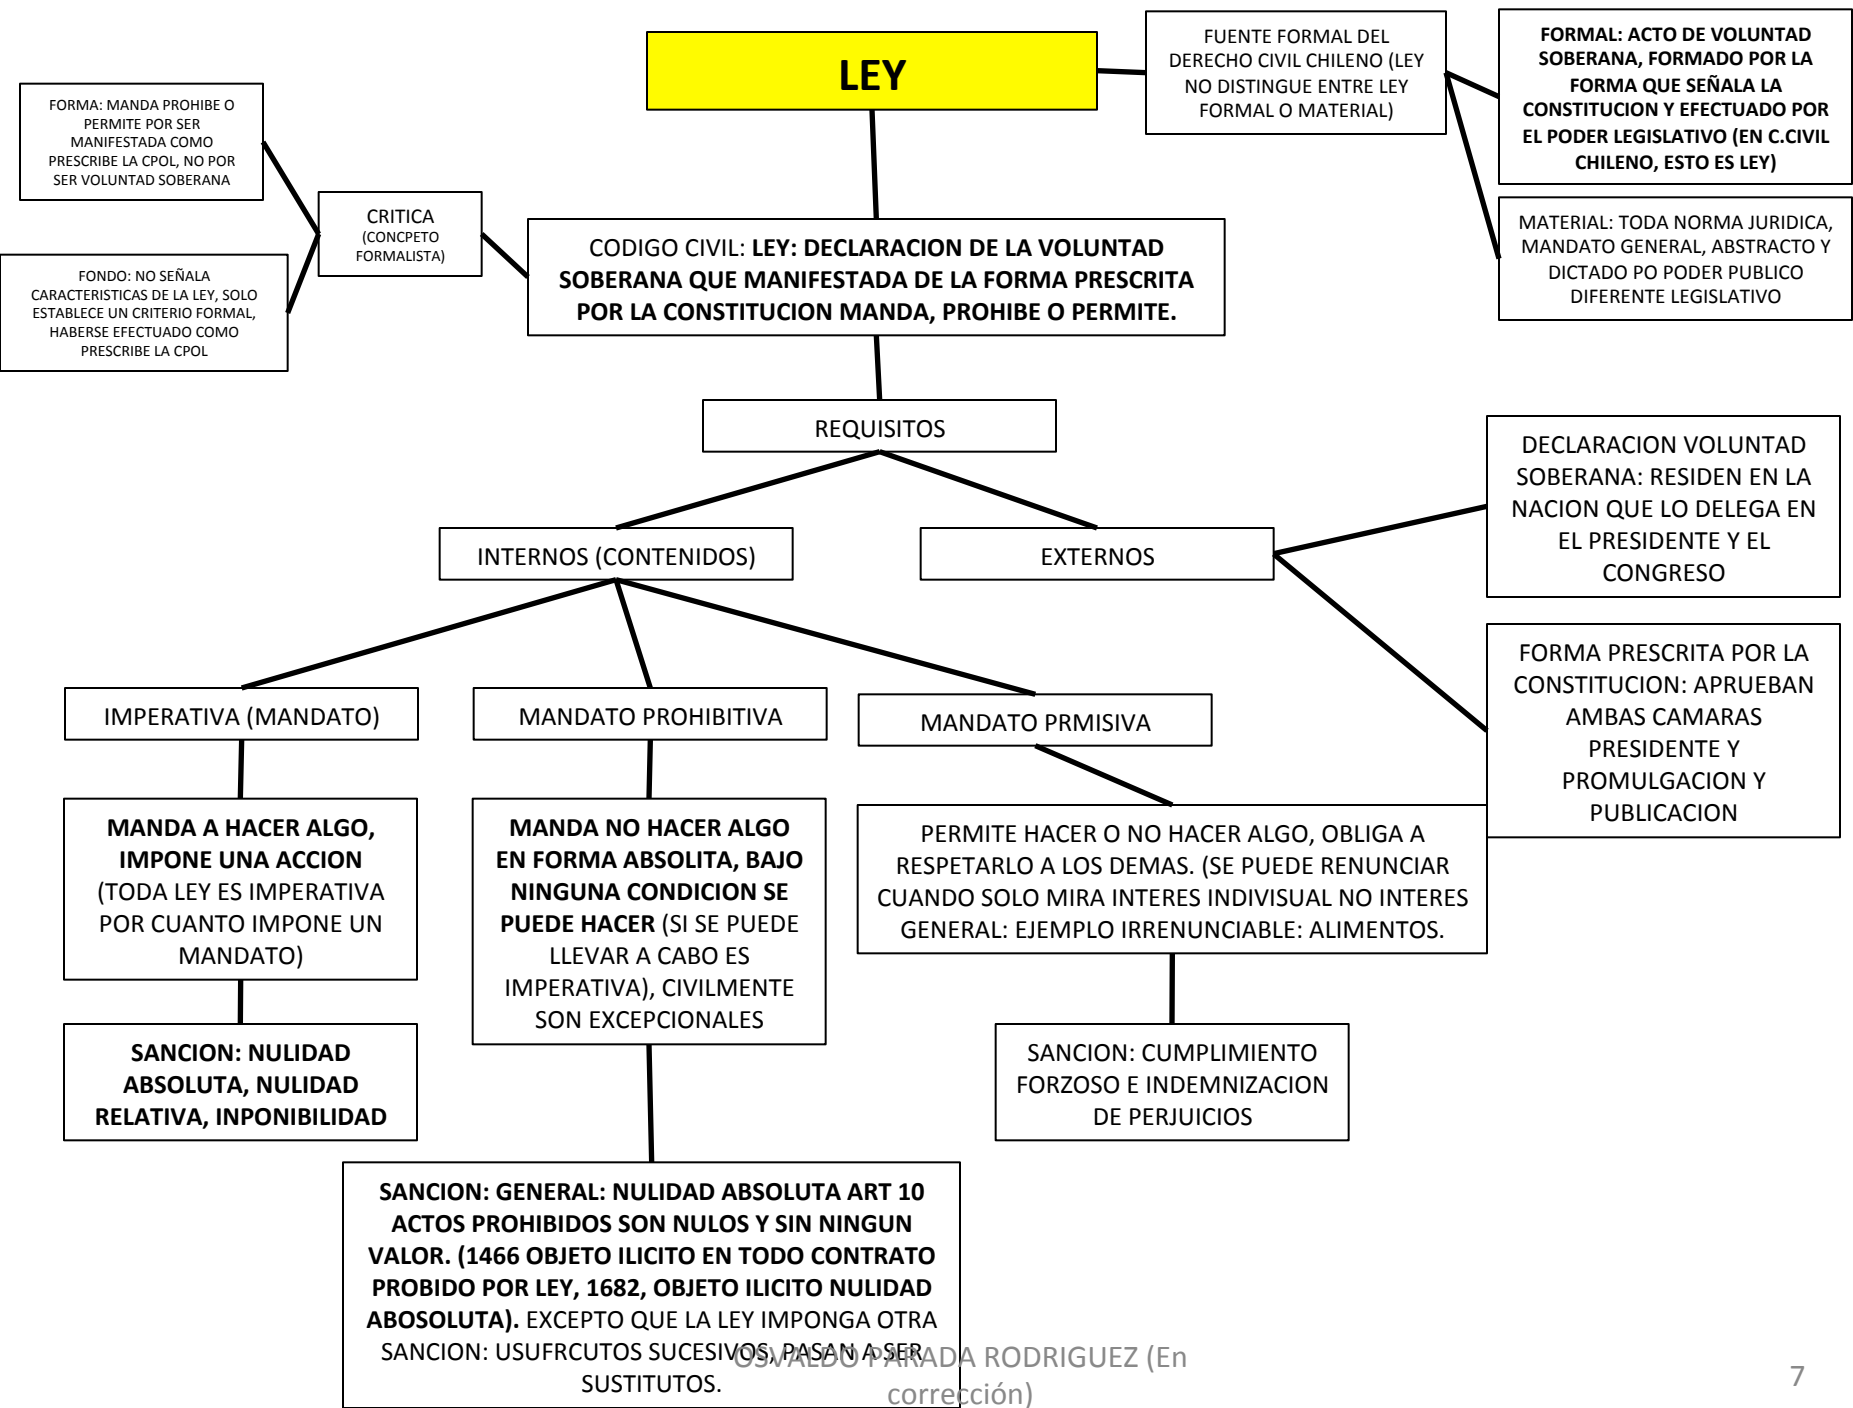 LEY
FUENTE FORMAL DEL
DERECHO CIVIL CHILENO (LEY
NO DISTINGUE ENTRE LEY
FORMAL O MATERIAL)
FORMAL: ACTO DE VOLUNTAD
SOBERANA, FORMADO POR LA
FORMA QUE SEÑALA LA
CONSTITUCION Y EFECTUADO POR
EL PODER LEGISLATIVO (EN C.CIVIL
CHILENO, ESTO ES LEY)
MATERIAL: TODA NORMA JURIDICA,
MANDATO GENERAL, ABSTRACTO Y
DICTADO PO PODER PUBLICO
DIFERENTE LEGISLATIVO
FORMA: MANDA PROHIBE O
PERMITE POR SER
MANIFESTADA COMO
PRESCRIBE LA CPOL, NO POR
SER VOLUNTAD SOBERANA
CRITICA
(CONCPETO
FORMALISTA)
FONDO: NO SEÑALA
CARACTERISTICAS DE LA LEY, SOLO
ESTABLECE UN CRITERIO FORMAL,
HABERSE EFECTUADO COMO
PRESCRIBE LA CPOL
CODIGO CIVIL: LEY: DECLARACION DE LA VOLUNTAD
SOBERANA QUE MANIFESTADA DE LA FORMA PRESCRITA
POR LA CONSTITUCION MANDA, PROHIBE O PERMITE.
REQUISITOS
INTERNOS (CONTENIDOS)
EXTERNOS
DECLARACION VOLUNTAD
SOBERANA: RESIDEN EN LA
NACION QUE LO DELEGA EN
EL PRESIDENTE Y EL
CONGRESO
FORMA PRESCRITA POR LA
CONSTITUCION: APRUEBAN
AMBAS CAMARAS
PRESIDENTE Y
PROMULGACION Y
PUBLICACION
IMPERATIVA (MANDATO)
MANDATO PROHIBITIVA
MANDATO PRMISIVA
MANDA A HACER ALGO,
IMPONE UNA ACCION
(TODA LEY ES IMPERATIVA
POR CUANTO IMPONE UN
MANDATO)
MANDA NO HACER ALGO
EN FORMA ABSOLITA, BAJO
NINGUNA CONDICION SE
PUEDE HACER (SI SE PUEDE
LLEVAR A CABO ES
IMPERATIVA), CIVILMENTE
SON EXCEPCIONALES
PERMITE HACER O NO HACER ALGO, OBLIGA A
RESPETARLO A LOS DEMAS. (SE PUEDE RENUNCIAR
CUANDO SOLO MIRA INTERES INDIVISUAL NO INTERES
GENERAL: EJEMPLO IRRENUNCIABLE: ALIMENTOS.
SANCION: NULIDAD
ABSOLUTA, NULIDAD
RELATIVA, INPONIBILIDAD
SANCION: CUMPLIMIENTO
FORZOSO E INDEMNIZACION
DE PERJUICIOS
SANCION: GENERAL: NULIDAD ABSOLUTA ART 10
ACTOS PROHIBIDOS SON NULOS Y SIN NINGUN
VALOR. (1466 OBJETO ILICITO EN TODO CONTRATO
PROBIDO POR LEY, 1682, OBJETO ILICITO NULIDAD
ABOSOLUTA). EXCEPTO QUE LA LEY IMPONGA OTRA
SANCION: USUFRCUTOS SUCESIVOS, PASAN A SER
SUSTITUTOS.
OSVALDO PARADA RODRIGUEZ (En
corrección)
7